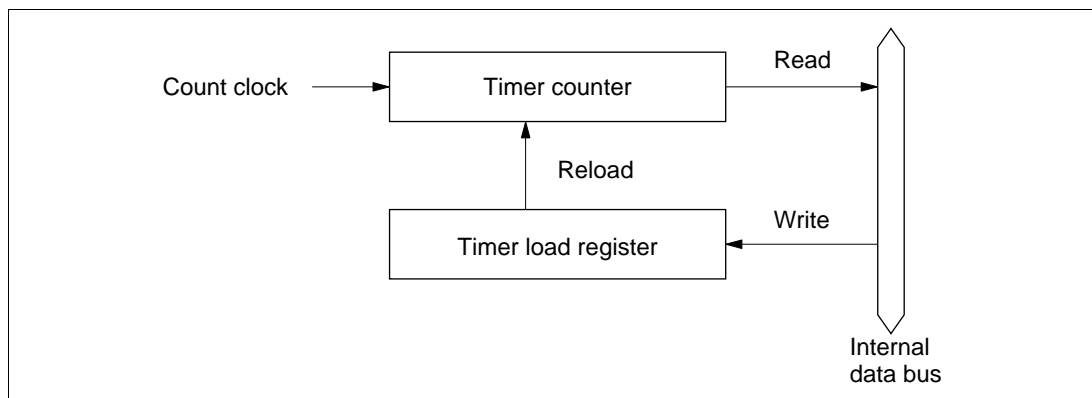 Read
Count clock
Timer counter
Reload
Write
Timer load register
Internal
data bus